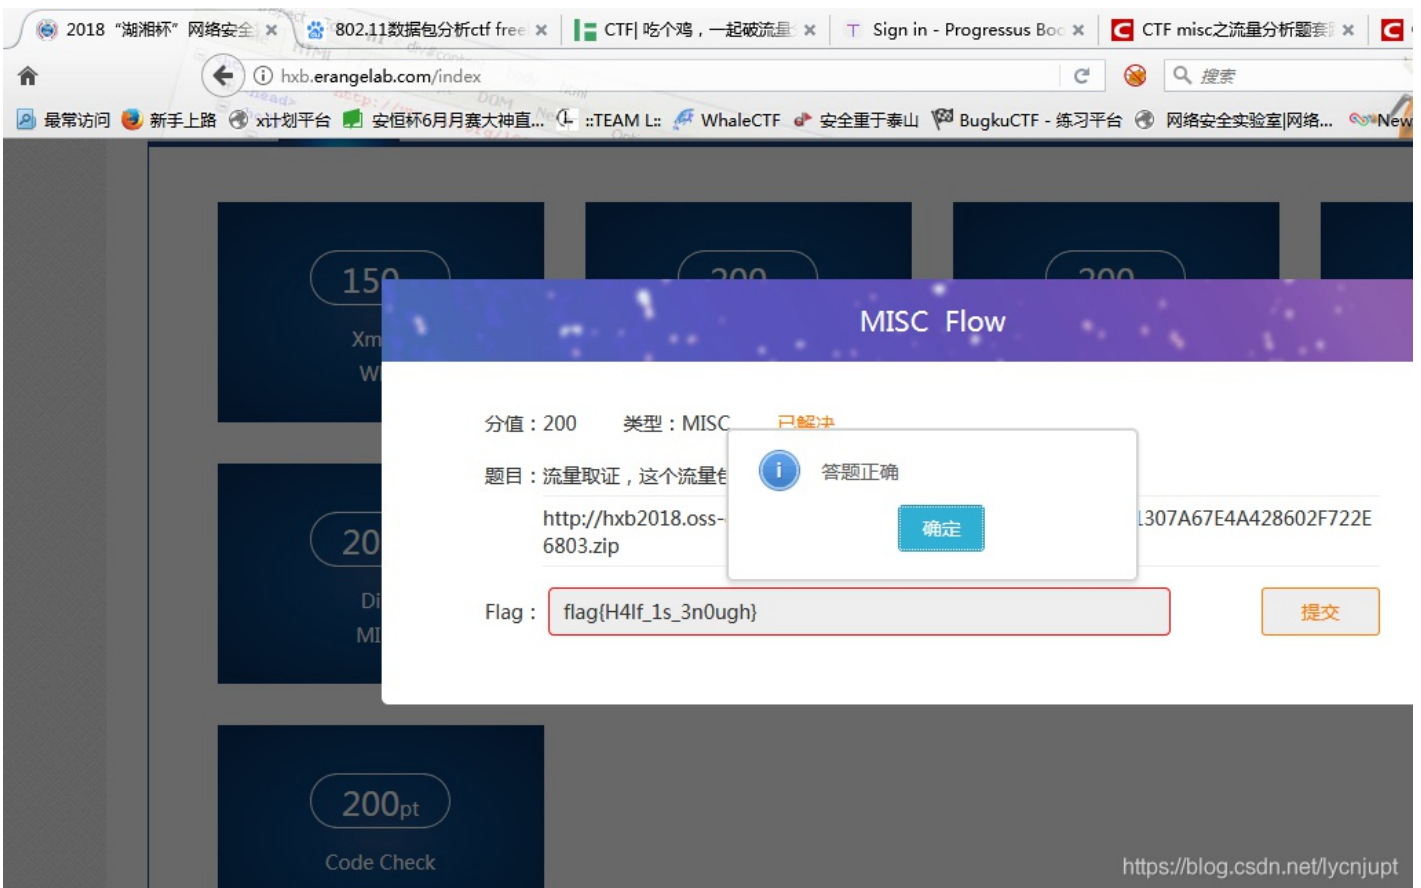 2018 “湖湘杯” 网络安全
802.11数据包分析ctf free
CTF| 吃个鸡，一起破流量
Sign in - Progressus Boo
CTF misc之流量分析题套
hxb.erangelab.com/index
搜索
最常访问
新手上路
x计划平台
安恒杯6月月赛大神直...
::TEAM L::
WhaleCTF
安全重于泰山
BugkuCTF - 练习平台
网络安全实验室|网络...
New
150
200
200
Xm
W
MISC Flow
分值：200 类型：MISC 已解决
题目：流量取证，这个流量包
答题正确
确定
http://hxb2018.oss-
1307A67E4A428602F722E
6803.zip
20
Di
MI
Flag： flag{H4lf_1s_3n0ugh}
提交
200pt
Code Check
https://blog.csdn.net/lycnjupt